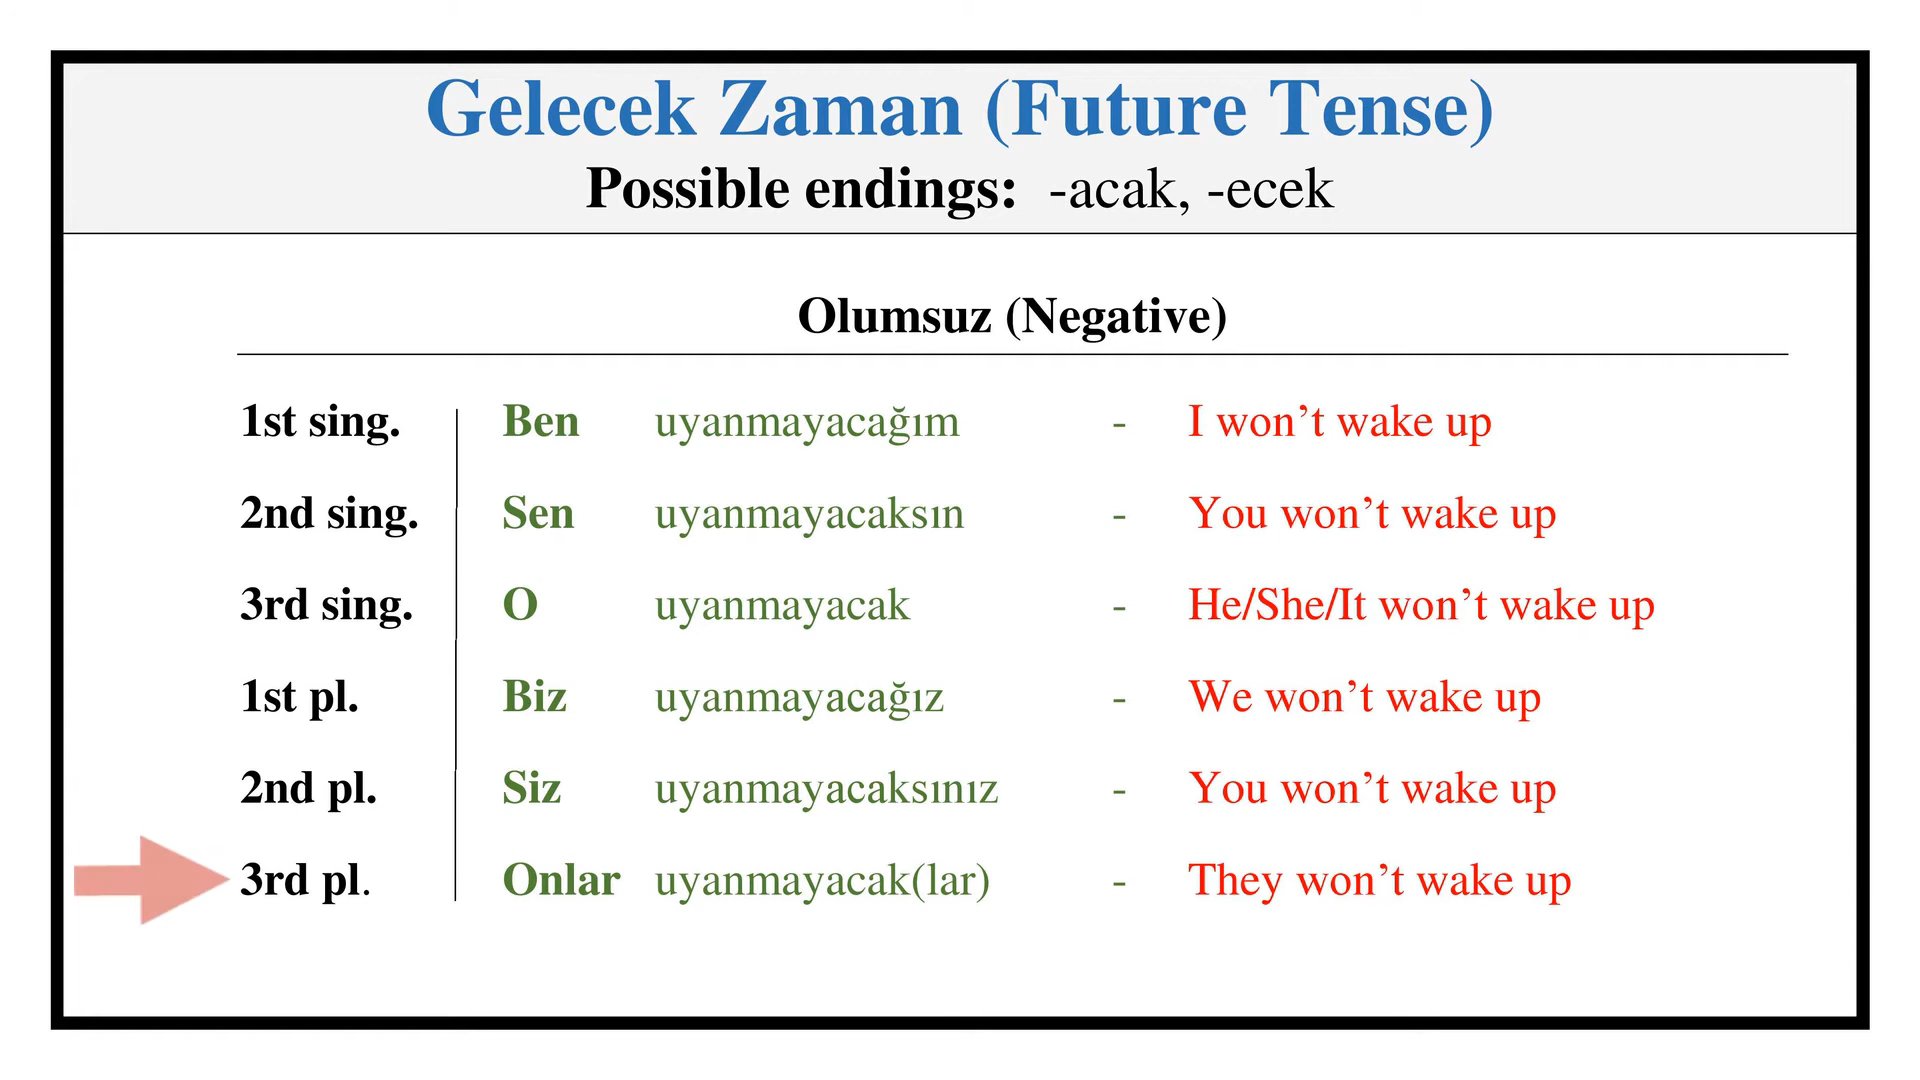 Gelecek Zaman (Future Tense)
Possible endings: -acak, -ecek
Olumsuz (Negative)
1st sing. Ben uyanmayacağım - I won’t wake up
2nd sing. Sen uyanmayacaksın - You won’t wake up
3rd sing. O uyanmayacak - He/She/It won’t wake up
1st pl. Biz uyanmayacağız - We won’t wake up
2nd pl. Siz uyanmayacaksınız - You won’t wake up
3rd pl. Onlar uyanmayacak(lar) - They won’t wake up